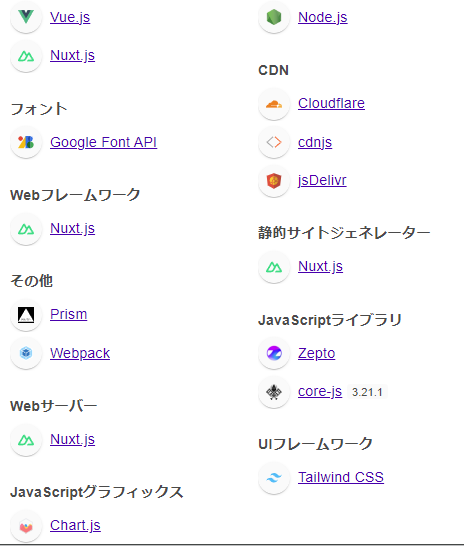 Vue.js
Nuxt.js
フォント
Google Font API
Webフレームワーク
Nuxt.js
その他
Prism
Webpack
Webサーバー
Nuxt.js
JavaScriptグラフィックス
Chart.js
Node.js
CDN
Cloudflare
cdnjs
jsDelivr
静的サイトジェネレーター
Nuxt.js
JavaScriptライブラリ
Zepto
core-js 3.21.1
UIフレームワーク
Tailwind CSS